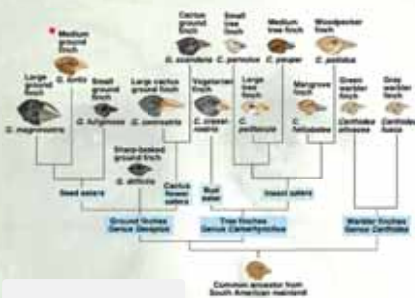 Cactus
ground
finch
G. scandens
Small
tree
finch
C. parvulus
Medium
tree finch
C. pauper
Woodpecker
finch
C. pallidus
Medium
ground
finch
G. fortis
Large
ground
finch
G. magnirostris
Small
ground
finch
G. fuliginosa
Large cactus
ground finch
G. conirostris
Vegetarian
finch
Large
tree
finch
Mangrove
finch
Green
warbler
finch
Certhidea
olivacea
Gray
warbler
finch
Certhidea
fusca
Sharp-beaked
ground finch
G. difficilis
Seed eaters
Cactus
flower
eaters
Bud
eater
Insect eaters
Ground finches
Genus Geospiza
Tree finches
Genus Camarhynchus
Warbler finches
Genus Certhidea
Common ancestor from
South American mainland